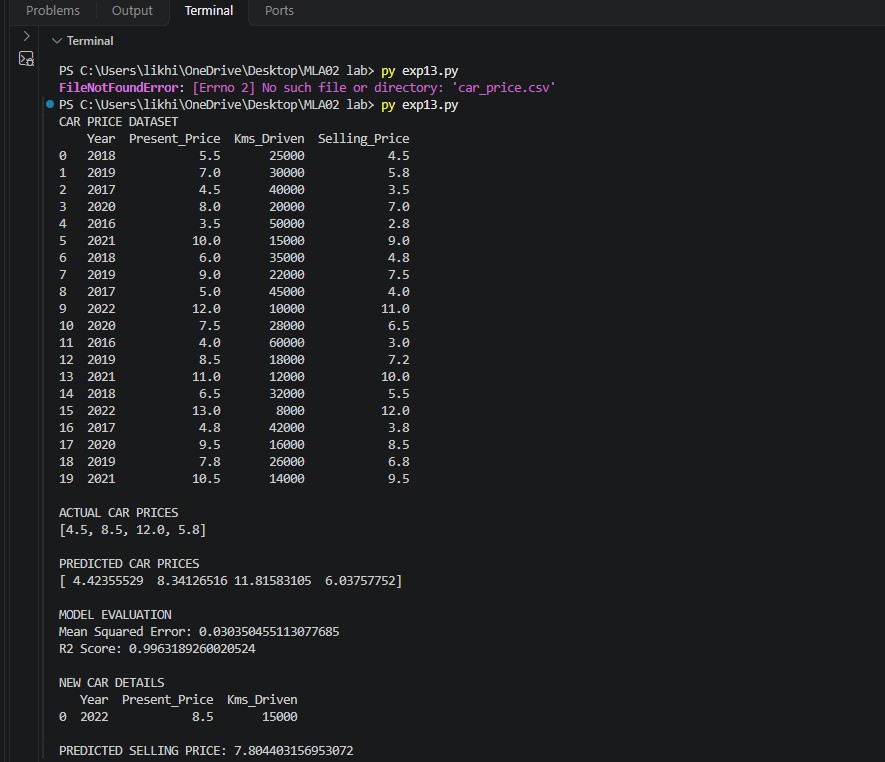 Problems Output Terminal Ports
Terminal
PS C:\Users\likhi\OneDrive\Desktop\MLA02 lab> py exp13.py
FileNotFoundError: [Errno 2] No such file or directory: 'car_price.csv'
PS C:\Users\likhi\OneDrive\Desktop\MLA02 lab> py exp13.py
CAR PRICE DATASET
Year Present_Price Kms_Driven Selling_Price
0 2018 5.5 25000 4.5
1 2019 7.0 30000 5.8
2 2017 4.5 40000 3.5
3 2020 8.0 20000 7.0
4 2016 3.5 50000 2.8
5 2021 10.0 15000 9.0
6 2018 6.0 35000 4.8
7 2019 9.0 22000 7.5
8 2017 5.0 45000 4.0
9 2022 12.0 10000 11.0
10 2020 7.5 28000 6.5
11 2016 4.0 60000 3.0
12 2019 8.5 18000 7.2
13 2021 11.0 12000 10.0
14 2018 6.5 32000 5.5
15 2022 13.0 8000 12.0
16 2017 4.8 42000 3.8
17 2020 9.5 16000 8.5
18 2019 7.8 26000 6.8
19 2021 10.5 14000 9.5
ACTUAL CAR PRICES
[4.5, 8.5, 12.0, 5.8]
PREDICTED CAR PRICES
[ 4.42355529 8.34126516 11.81583105 6.03757752]
MODEL EVALUATION
Mean Squared Error: 0.030350455113077685
R2 Score: 0.9963189260020524
NEW CAR DETAILS
Year Present_Price Kms_Driven
0 2022 8.5 15000
PREDICTED SELLING PRICE: 7.804403156953072